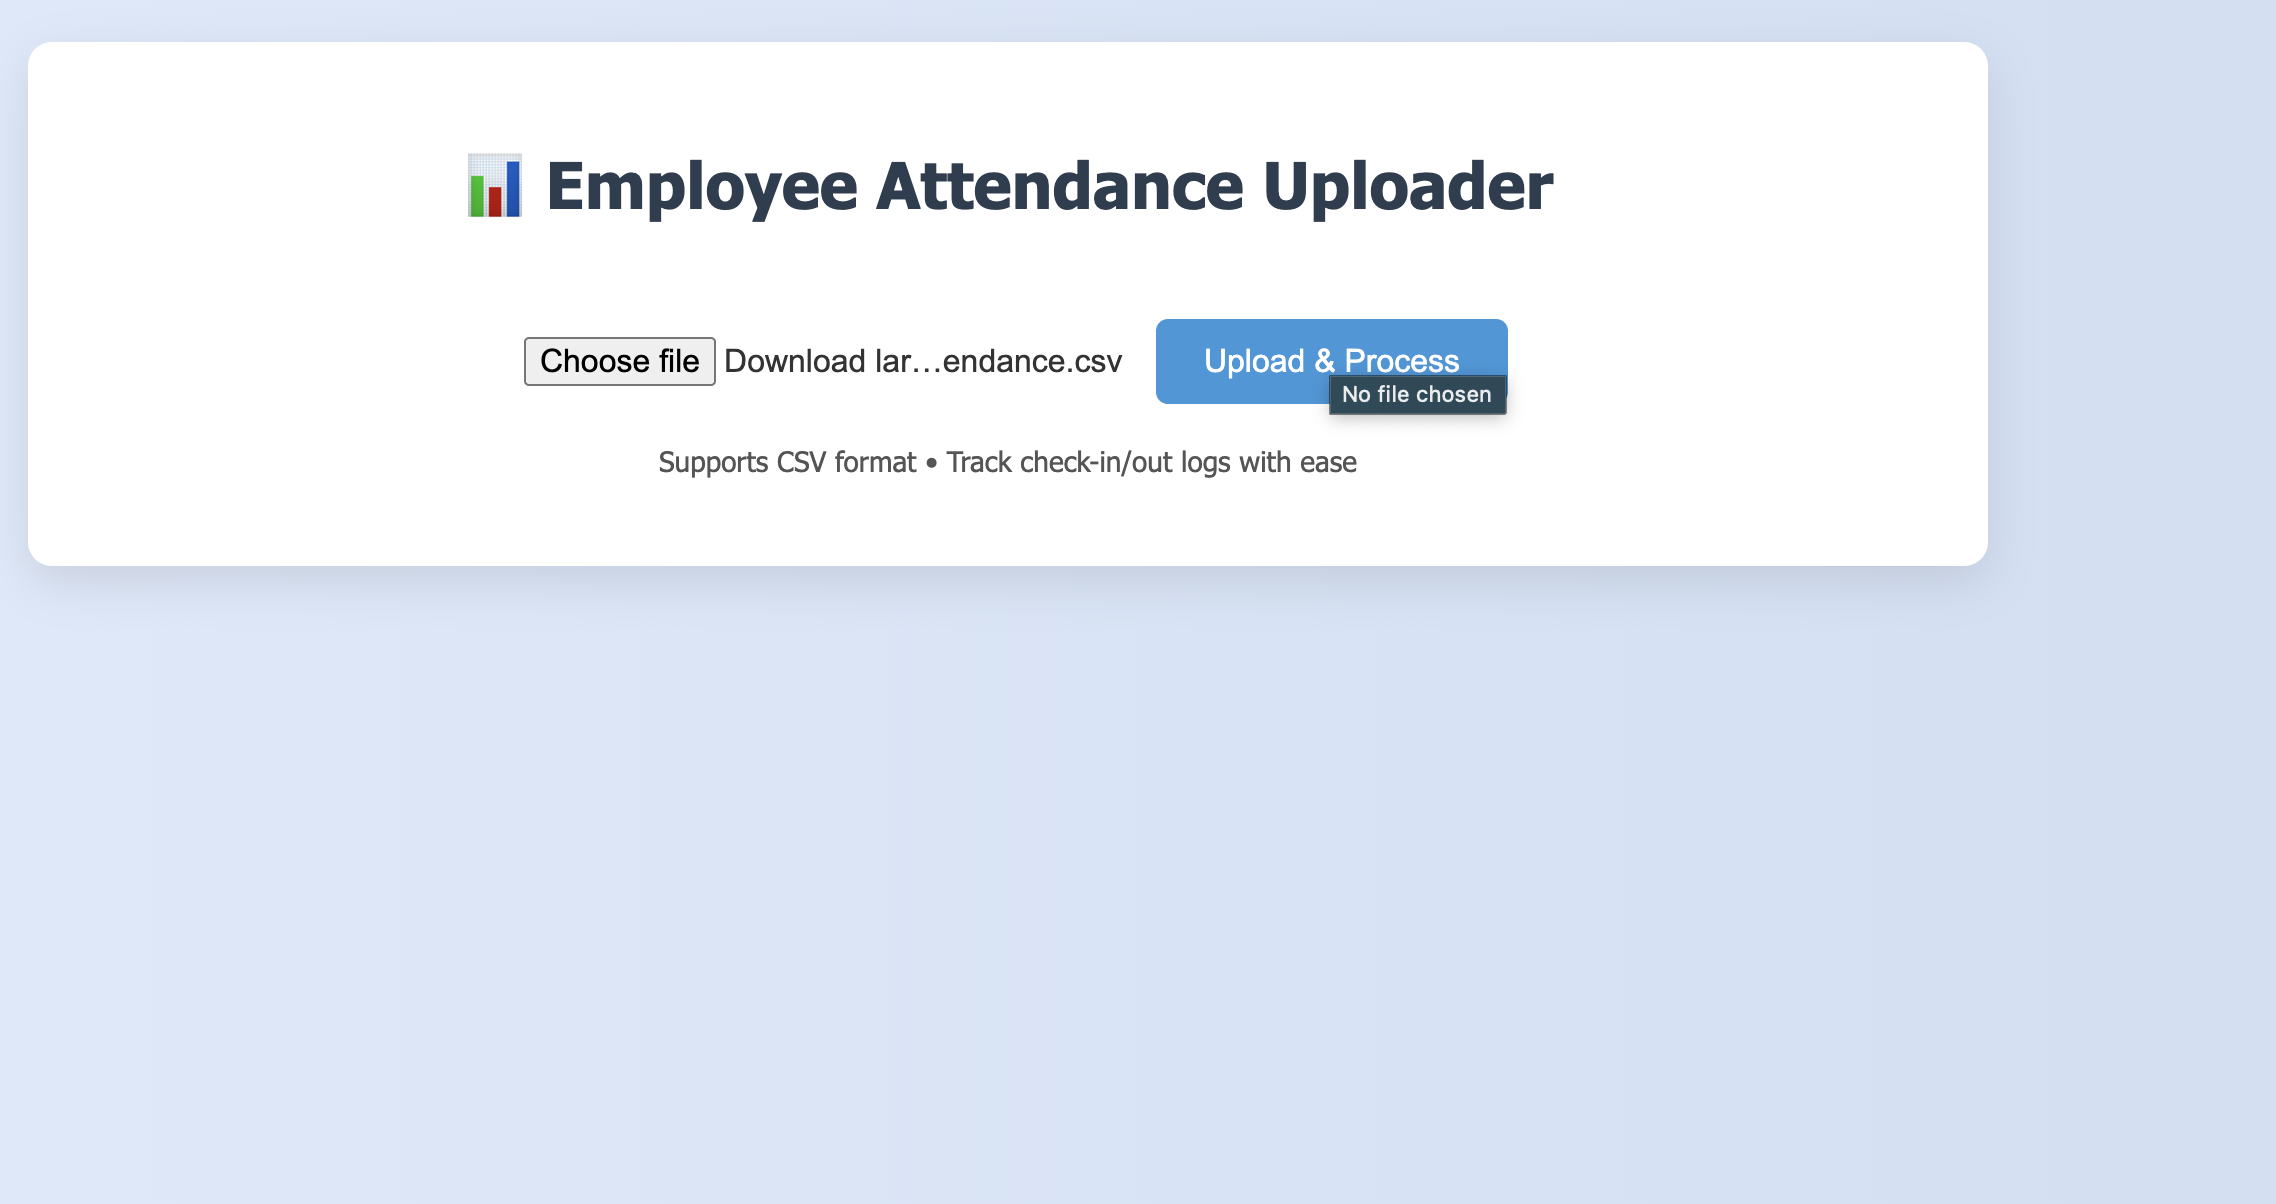 Employee Attendance Uploader
Choose file Download lar…endance.csv Upload & Process
No file chosen
Supports CSV format • Track check-in/out logs with ease